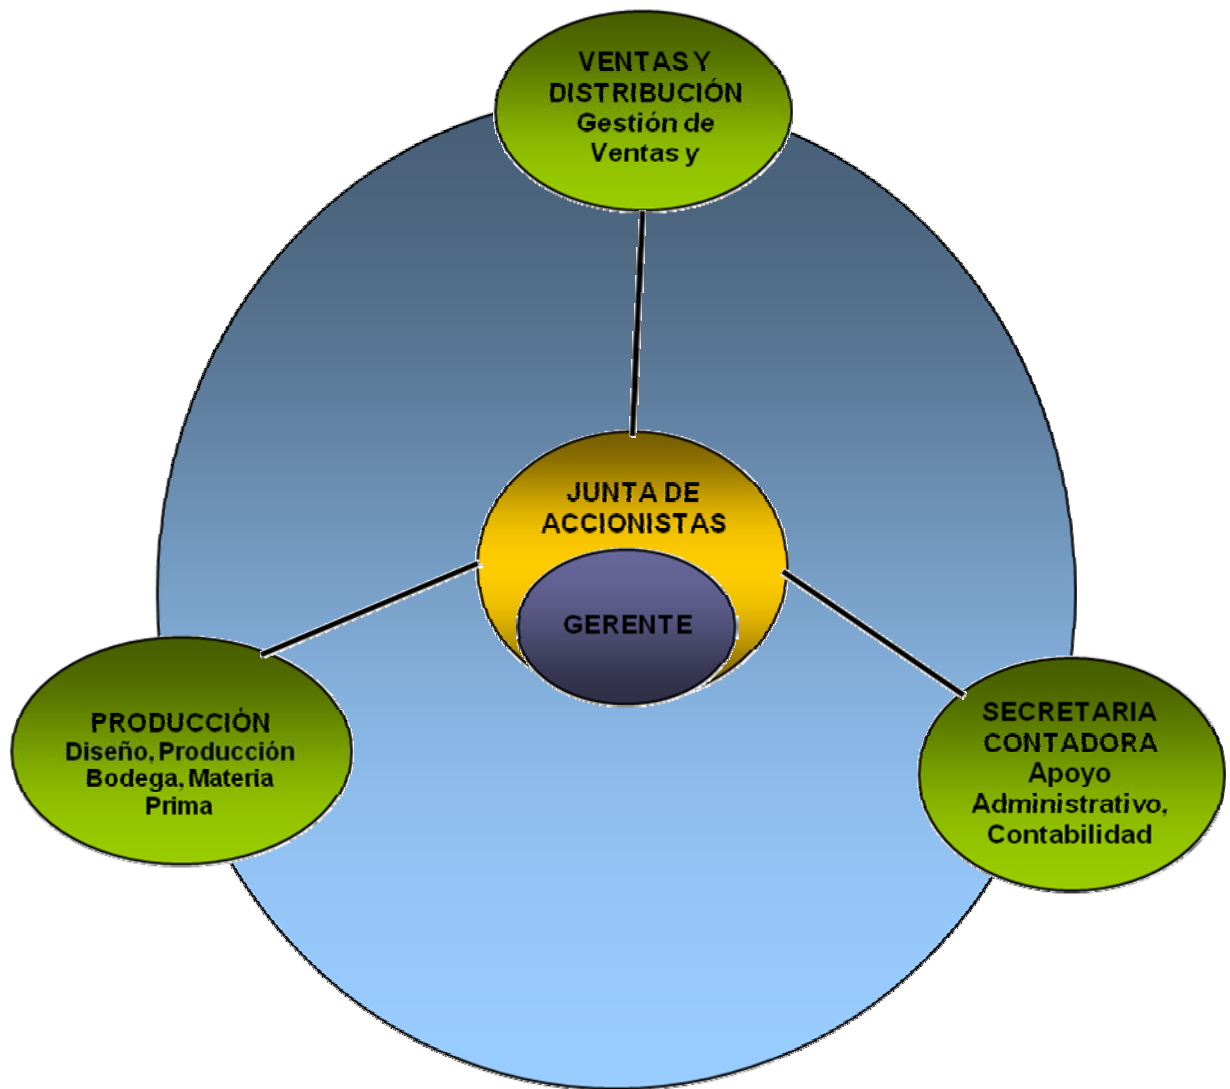 VENTAS Y
DISTRIBUCIÓN
Gestión de
Ventas y
JUNTA DE
ACCIONISTAS
GERENTE
PRODUCCIÓN
Diseño, Producción
Bodega, Materia
Prima
SECRETARIA
CONTADORA
Apoyo
Administrativo,
Contabilidad